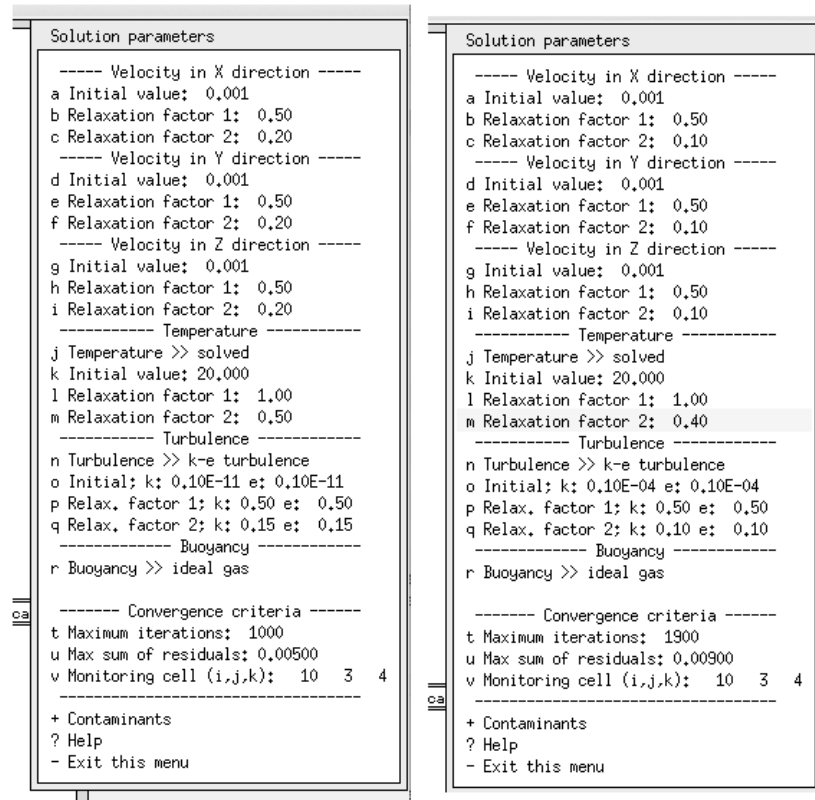 Solution parameters
----- Velocity in X direction -----
a Initial value:  0.001
b Relaxation factor 1:  0.50
c Relaxation factor 2:  0.20
----- Velocity in Y direction -----
d Initial value:  0.001
e Relaxation factor 1:  0.50
f Relaxation factor 2:  0.20
----- Velocity in Z direction -----
g Initial value:  0.001
h Relaxation factor 1:  0.50
i Relaxation factor 2:  0.20
----------- Temperature -----------
j Temperature >> solved
k Initial value: 20.000
l Relaxation factor 1:  1.00
m Relaxation factor 2:  0.50
----------- Turbulence ------------
n Turbulence >> k-e turbulence
o Initial; k: 0.10E-11 e: 0.10E-11
p Relax. factor 1; k: 0.50 e:  0.50
q Relax. factor 2; k: 0.15 e:  0.15
------------- Buoyancy ------------
r Buoyancy >> ideal gas
------- Convergence criteria ------
t Maximum iterations:  1000
u Max sum of residuals: 0.00500
v Monitoring cell (i,j,k):   10   3   4
-----------------------------------
+ Contaminants
? Help
- Exit this menu
ca
Solution parameters
----- Velocity in X direction -----
a Initial value:  0.001
b Relaxation factor 1:  0.50
c Relaxation factor 2:  0.10
----- Velocity in Y direction -----
d Initial value:  0.001
e Relaxation factor 1:  0.50
f Relaxation factor 2:  0.10
----- Velocity in Z direction -----
g Initial value:  0.001
h Relaxation factor 1:  0.50
i Relaxation factor 2:  0.10
----------- Temperature -----------
j Temperature >> solved
k Initial value: 20.000
l Relaxation factor 1:  1.00
m Relaxation factor 2:  0.40
----------- Turbulence ------------
n Turbulence >> k-e turbulence
o Initial; k: 0.10E-04 e: 0.10E-04
p Relax. factor 1; k: 0.50 e:  0.50
q Relax. factor 2; k: 0.10 e:  0.10
------------- Buoyancy ------------
r Buoyancy >> ideal gas
------- Convergence criteria ------
t Maximum iterations:  1900
u Max sum of residuals: 0.00900
v Monitoring cell (i,j,k):   10   3   4
-----------------------------------
+ Contaminants
? Help
- Exit this menu
ca